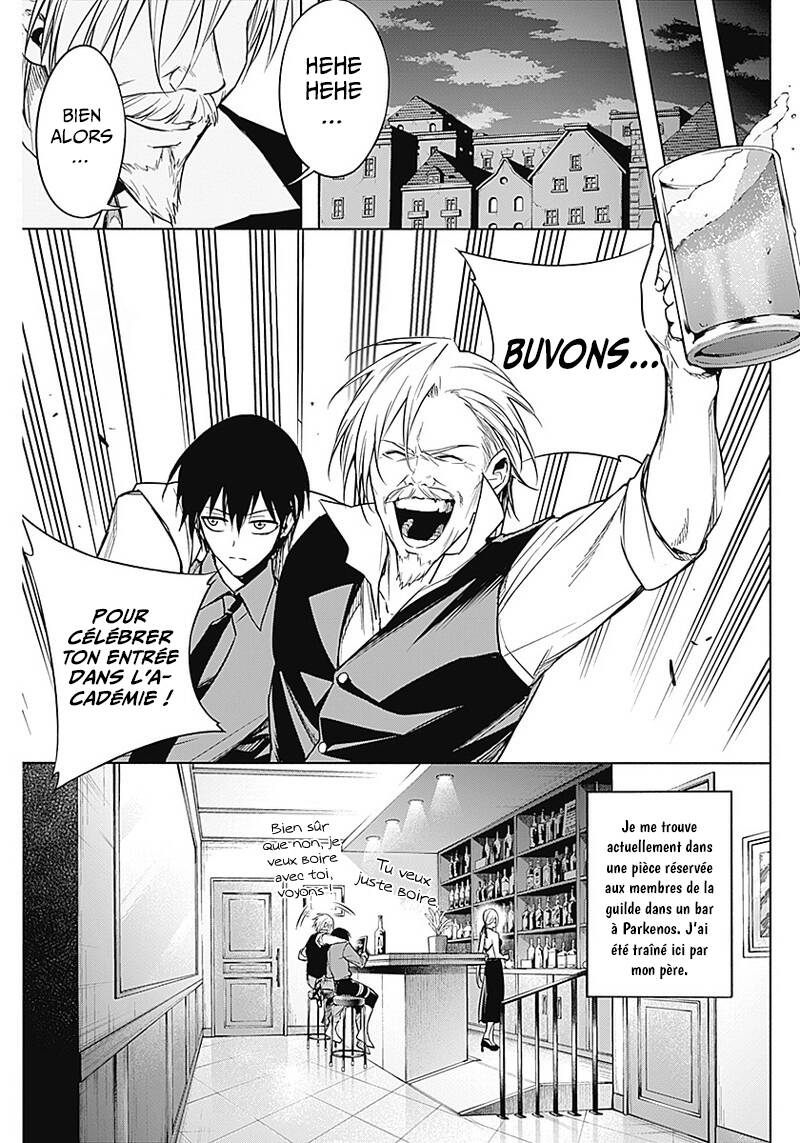 HEHE
HEHE
...
BIEN
ALORS
...
BUVONS...
POUR
CÉLÉBRER
TON ENTRÉE
DANS L'A-
CADÉMIE !
Je me trouve
actuellement
dans une pièce réservée
aux membres de la
guilde dans un bar
à Parkenos. J'ai
été traîné ici par
mon père.
Tu veux
juste boire.
Bien sûr
que non, je
veux boire
avec toi,
voyons !